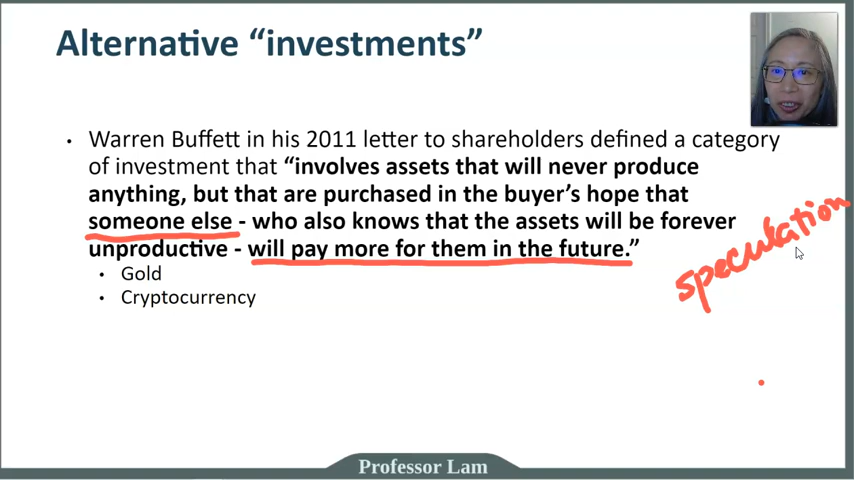 Alternative “investments”
• Warren Buffett in his 2011 letter to shareholders defined a category
of investment that “involves assets that will never produce
anything, but that are purchased in the buyer’s hope that
someone else - who also knows that the assets will be forever
unproductive - will pay more for them in the future.”
• Gold
• Cryptocurrency
speculation
Professor Lam